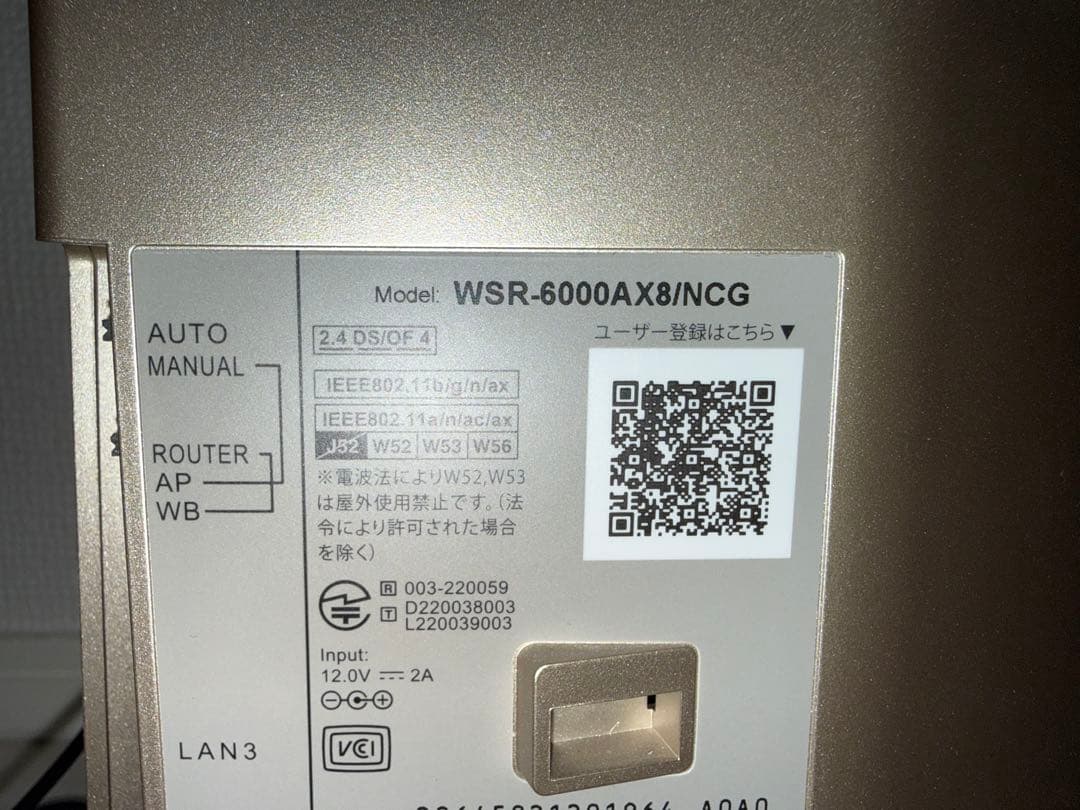 Model: WSR-6000AX8/NCG
AUTO
MANUAL
ROUTER
AP
WB
LAN3
2.4 DS/OF 4
IEEE802.11b/g/n/ax
IEEE802.11a/n/ac/ax
J52 W52 W53 W56
※電波法によりW52,W53
は屋外使用禁止です。(法
令により許可された場合
を除く)
ユーザー登録はこちら▼
R 003-220059
T D220038003
L220039003
Input:
12.0V ⎓ 2A
VCI